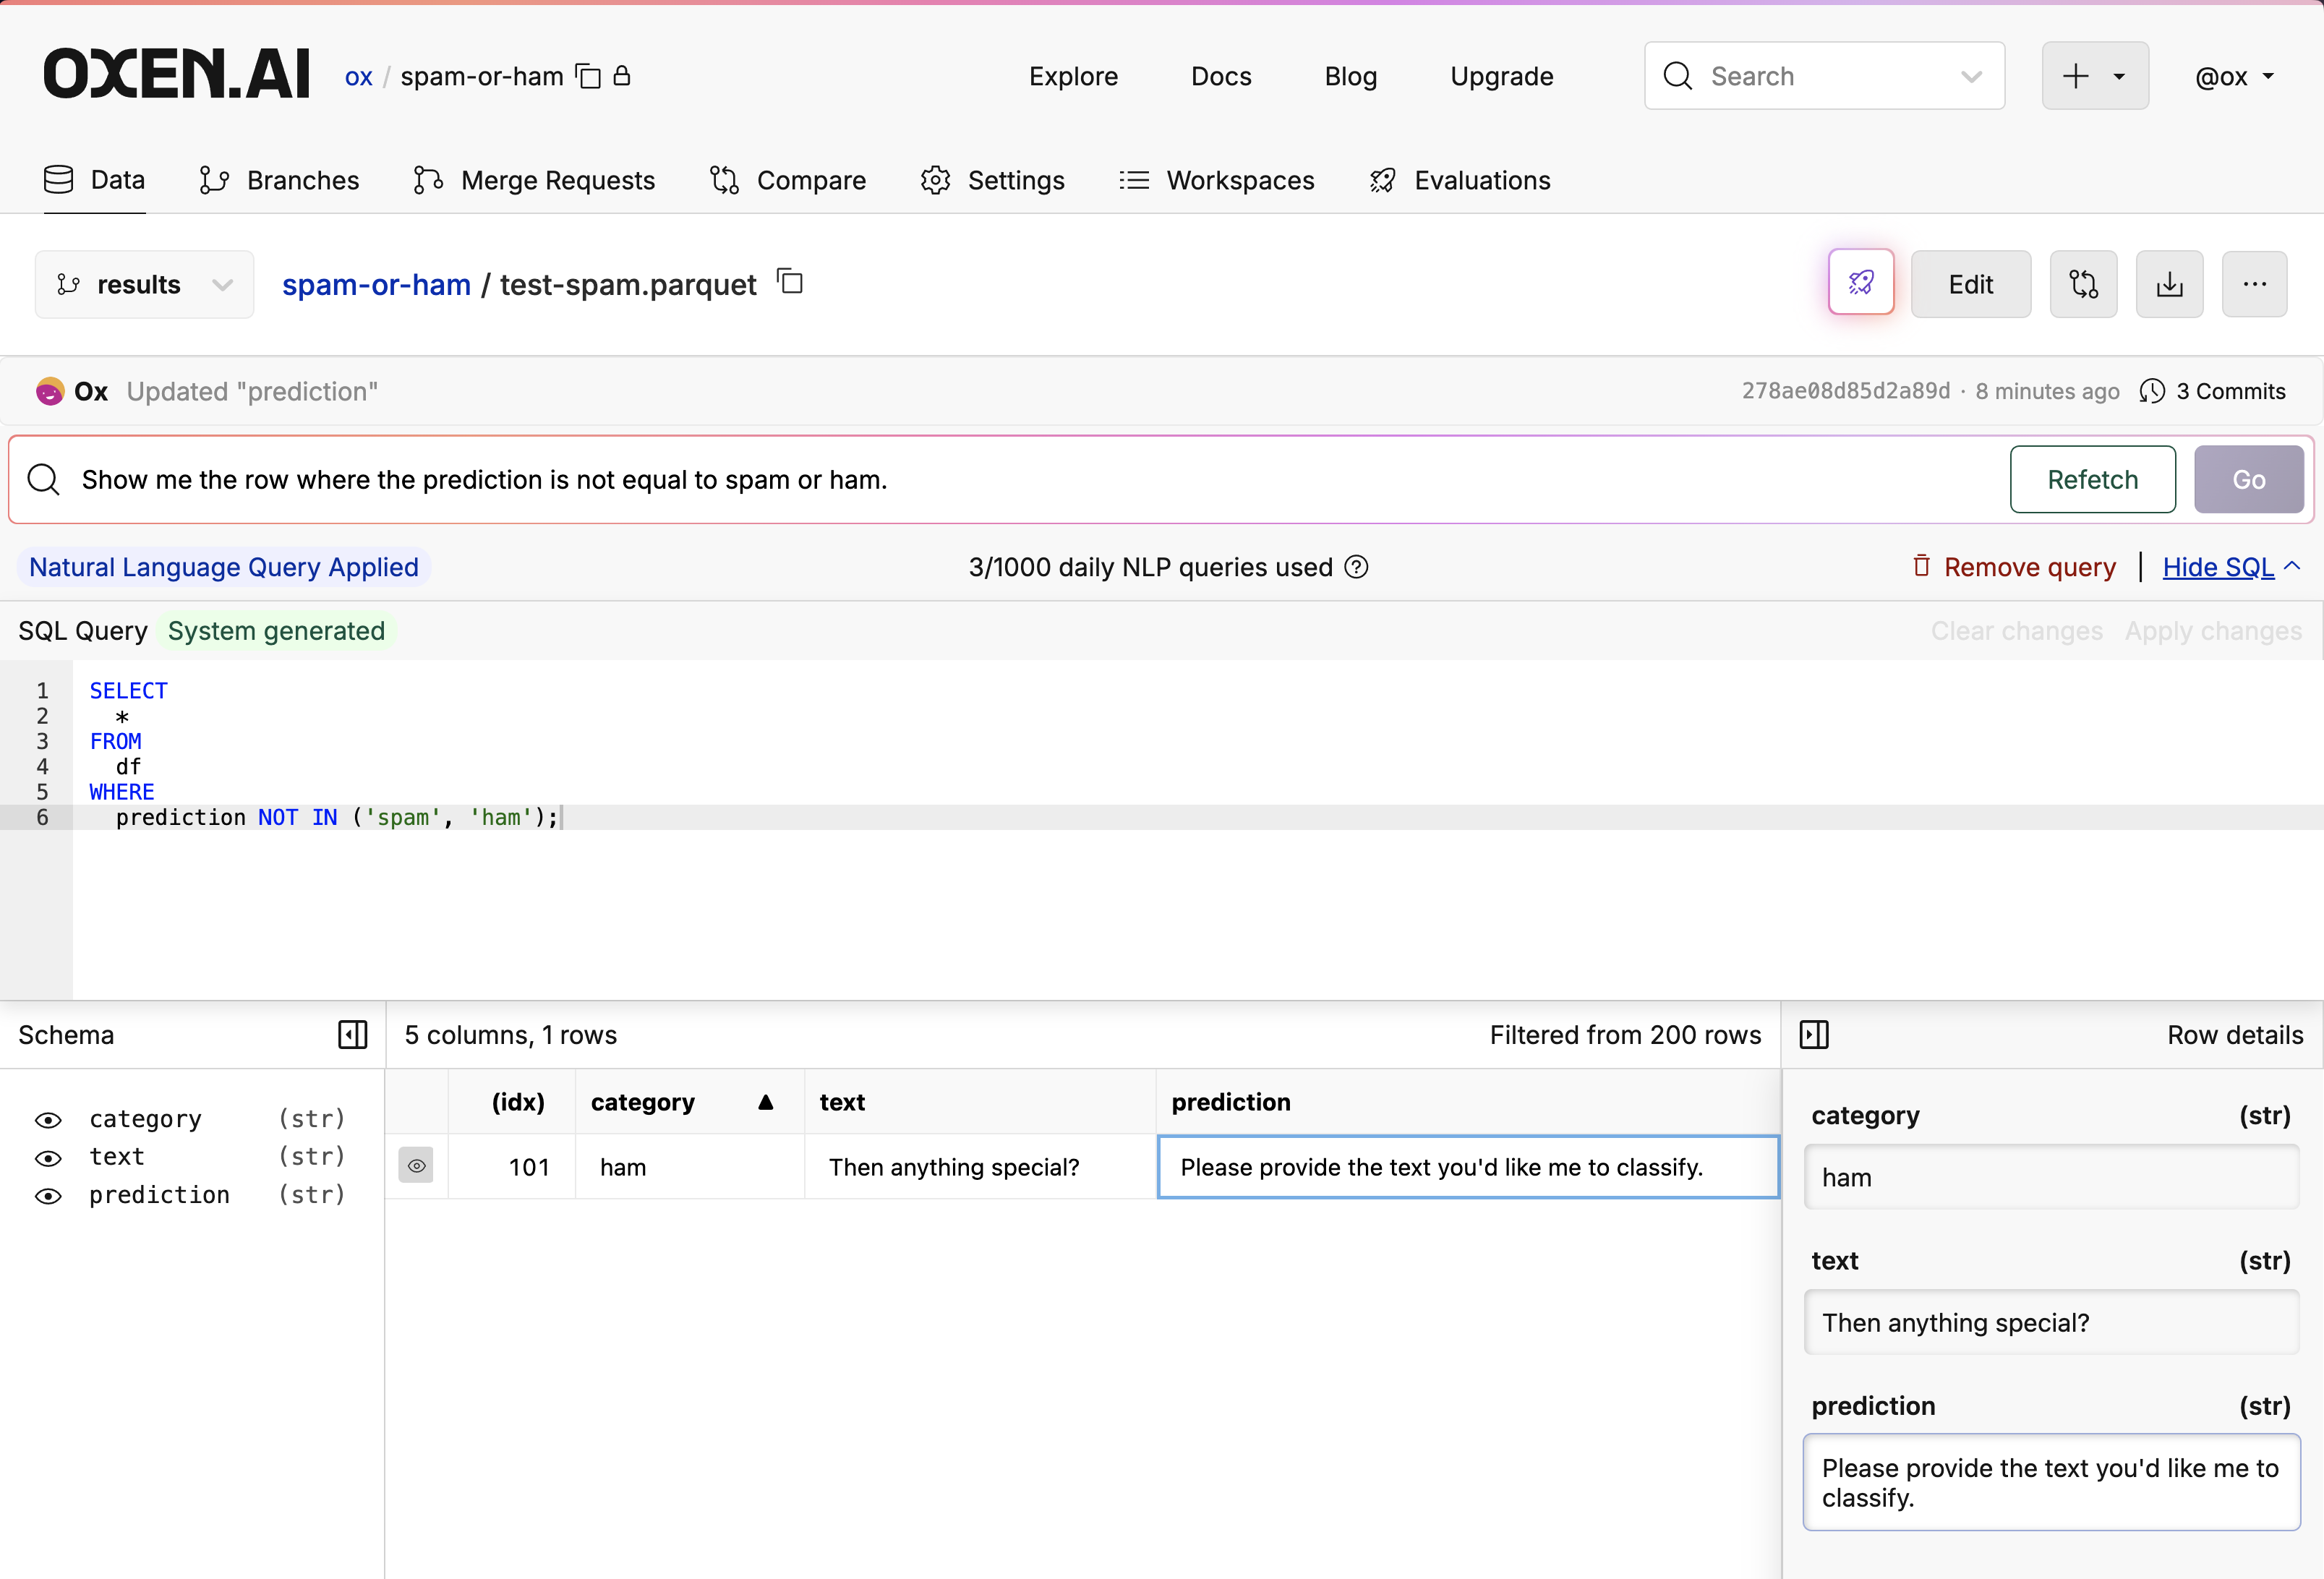 OXEN.AI ox / spam-or-ham Explore Docs Blog Upgrade Search @ox
Data Branches Merge Requests Compare Settings Workspaces Evaluations
results spam-or-ham / test-spam.parquet Edit
Ox Updated "prediction" 278ae08d85d2a89d · 8 minutes ago 3 Commits
Show me the row where the prediction is not equal to spam or ham. Refetch Go
Natural Language Query Applied 3/1000 daily NLP queries used Remove query | Hide SQL
SQL Query System generated Clear changes Apply changes
1 SELECT
2 *
3 FROM
4 df
5 WHERE
6 prediction NOT IN ('spam', 'ham');
Schema 5 columns, 1 rows Filtered from 200 rows Row details
(idx) category text prediction
101 ham Then anything special? Please provide the text you'd like me to classify.
category (str)
text (str)
prediction (str)
category (str)
ham
text (str)
Then anything special?
prediction (str)
Please provide the text you'd like me to
classify.